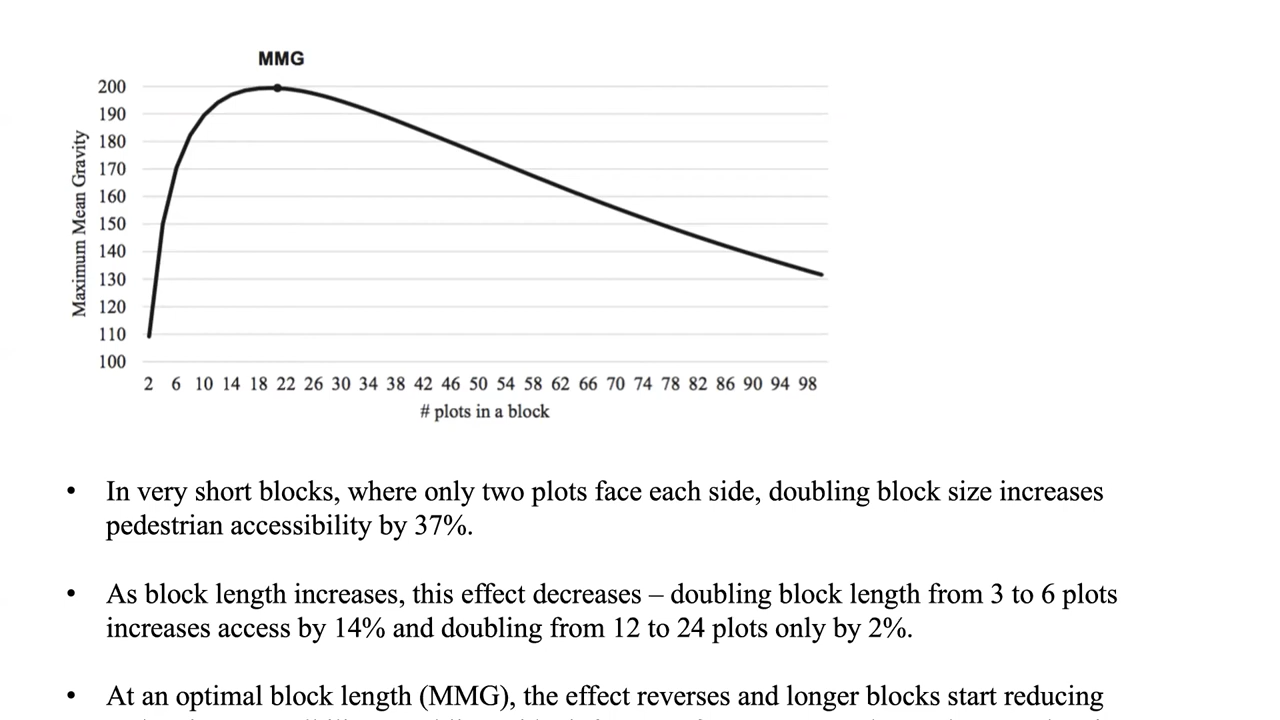 MMG
200
190
180
170
160
150
140
130
120
110
100
Maximum Mean Gravity
2 6 10 14 18 22 26 30 34 38 42 46 50 54 58 62 66 70 74 78 82 86 90 94 98
# plots in a block
• In very short blocks, where only two plots face each side, doubling block size increases
pedestrian accessibility by 37%.
• As block length increases, this effect decreases – doubling block length from 3 to 6 plots
increases access by 14% and doubling from 12 to 24 plots only by 2%.
• At an optimal block length (MMG), the effect reverses and longer blocks start reducing